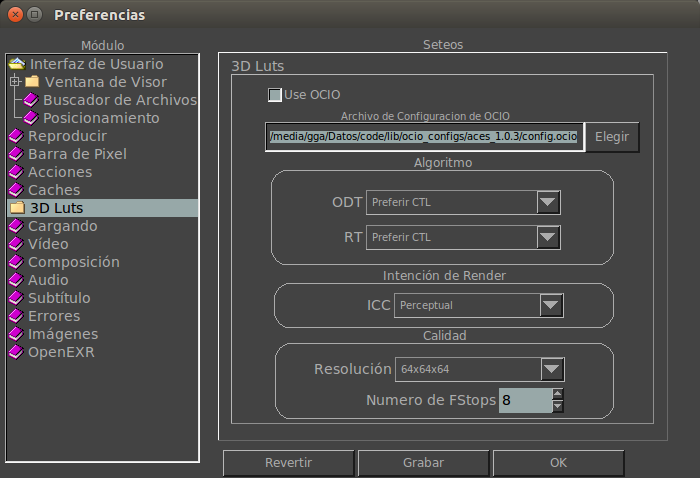 Preferencias
Módulo
Interfaz de Usuario
Ventana de Visor
Buscador de Archivos
Posicionamiento
Reproducir
Barra de Pixel
Acciones
Caches
3D Luts
Cargando
Vídeo
Composición
Audio
Subtítulo
Errores
Imágenes
OpenEXR
Seteos
3D Luts
Use OCIO
Archivo de Configuracion de OCIO
/media/gga/Datos/code/lib/ocio_configs/aces_1.0.3/config.ocio Elegir
Algoritmo
ODT Preferir CTL
RT Preferir CTL
Intención de Render
ICC Perceptual
Calidad
Resolución 64x64x64
Numero de FStops 8
Revertir Grabar OK